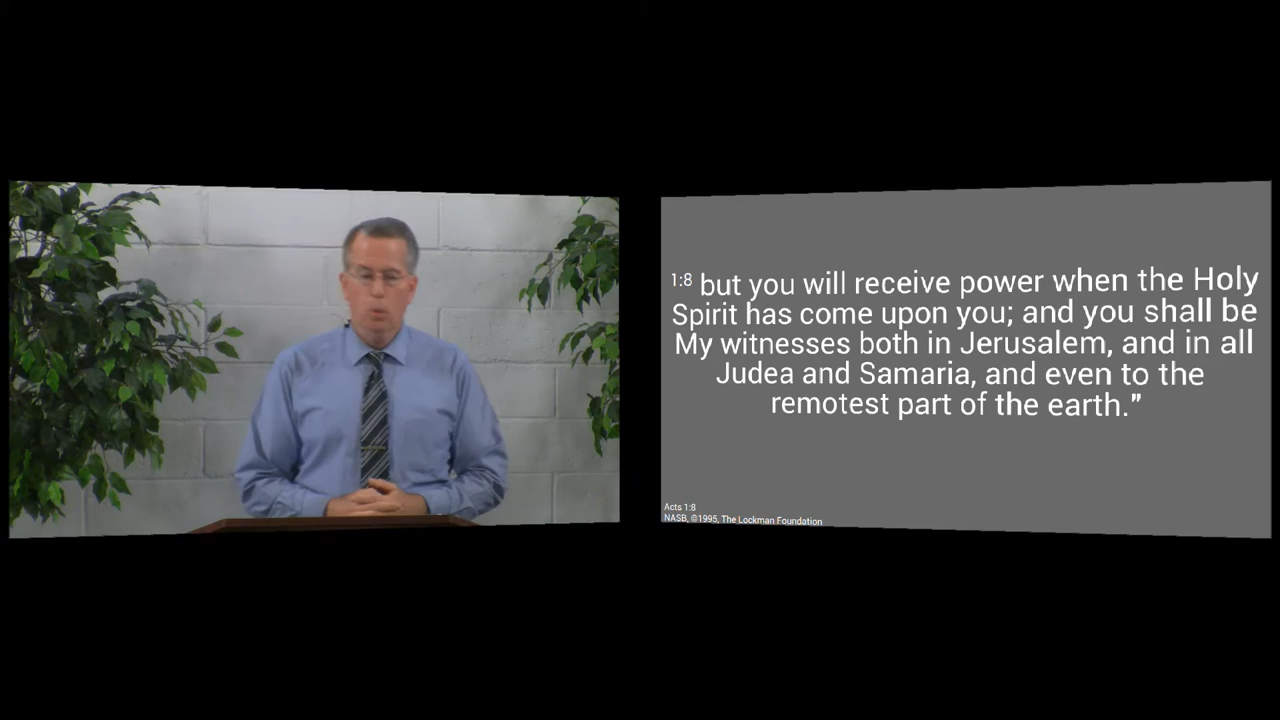 1:8 but you will receive power when the Holy
Spirit has come upon you; and you shall be
My witnesses both in Jerusalem, and in all
Judea and Samaria, and even to the
remotest part of the earth.”
Acts 1:8
NASB, ©1995, The Lockman Foundation